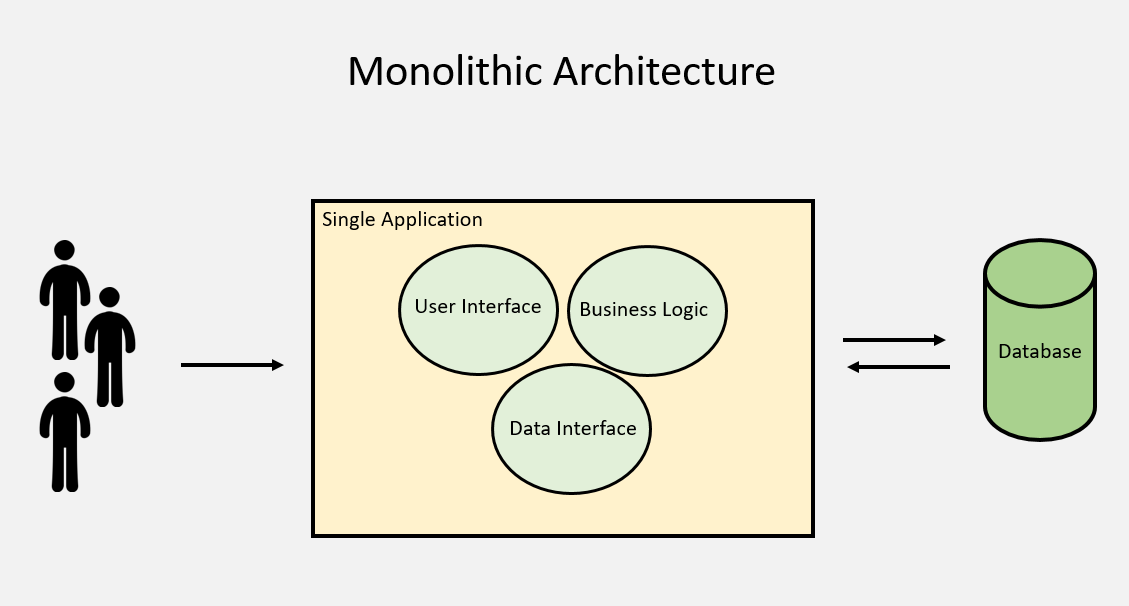 Monolithic Architecture
Single Application
User Interface
Business Logic
Data Interface
Database